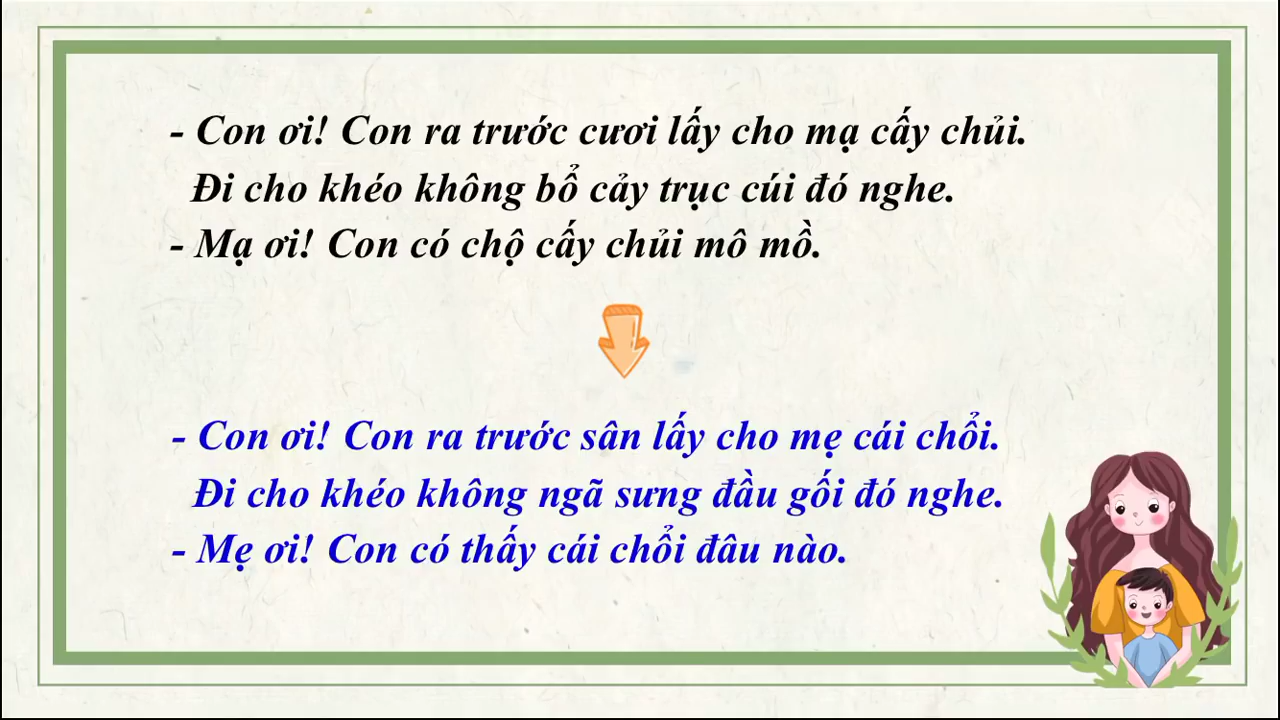 - Con ơi! Con ra trước cươi lấy cho mạ cấy chủi.
Đi cho khéo không bổ cảy trục cúi đó nghe.
- Mạ ơi! Con có chộ cấy chủi mô mồ.
- Con ơi! Con ra trước sân lấy cho mẹ cái chổi.
Đi cho khéo không ngã sưng đầu gối đó nghe.
- Mẹ ơi! Con có thấy cái chổi đâu nào.